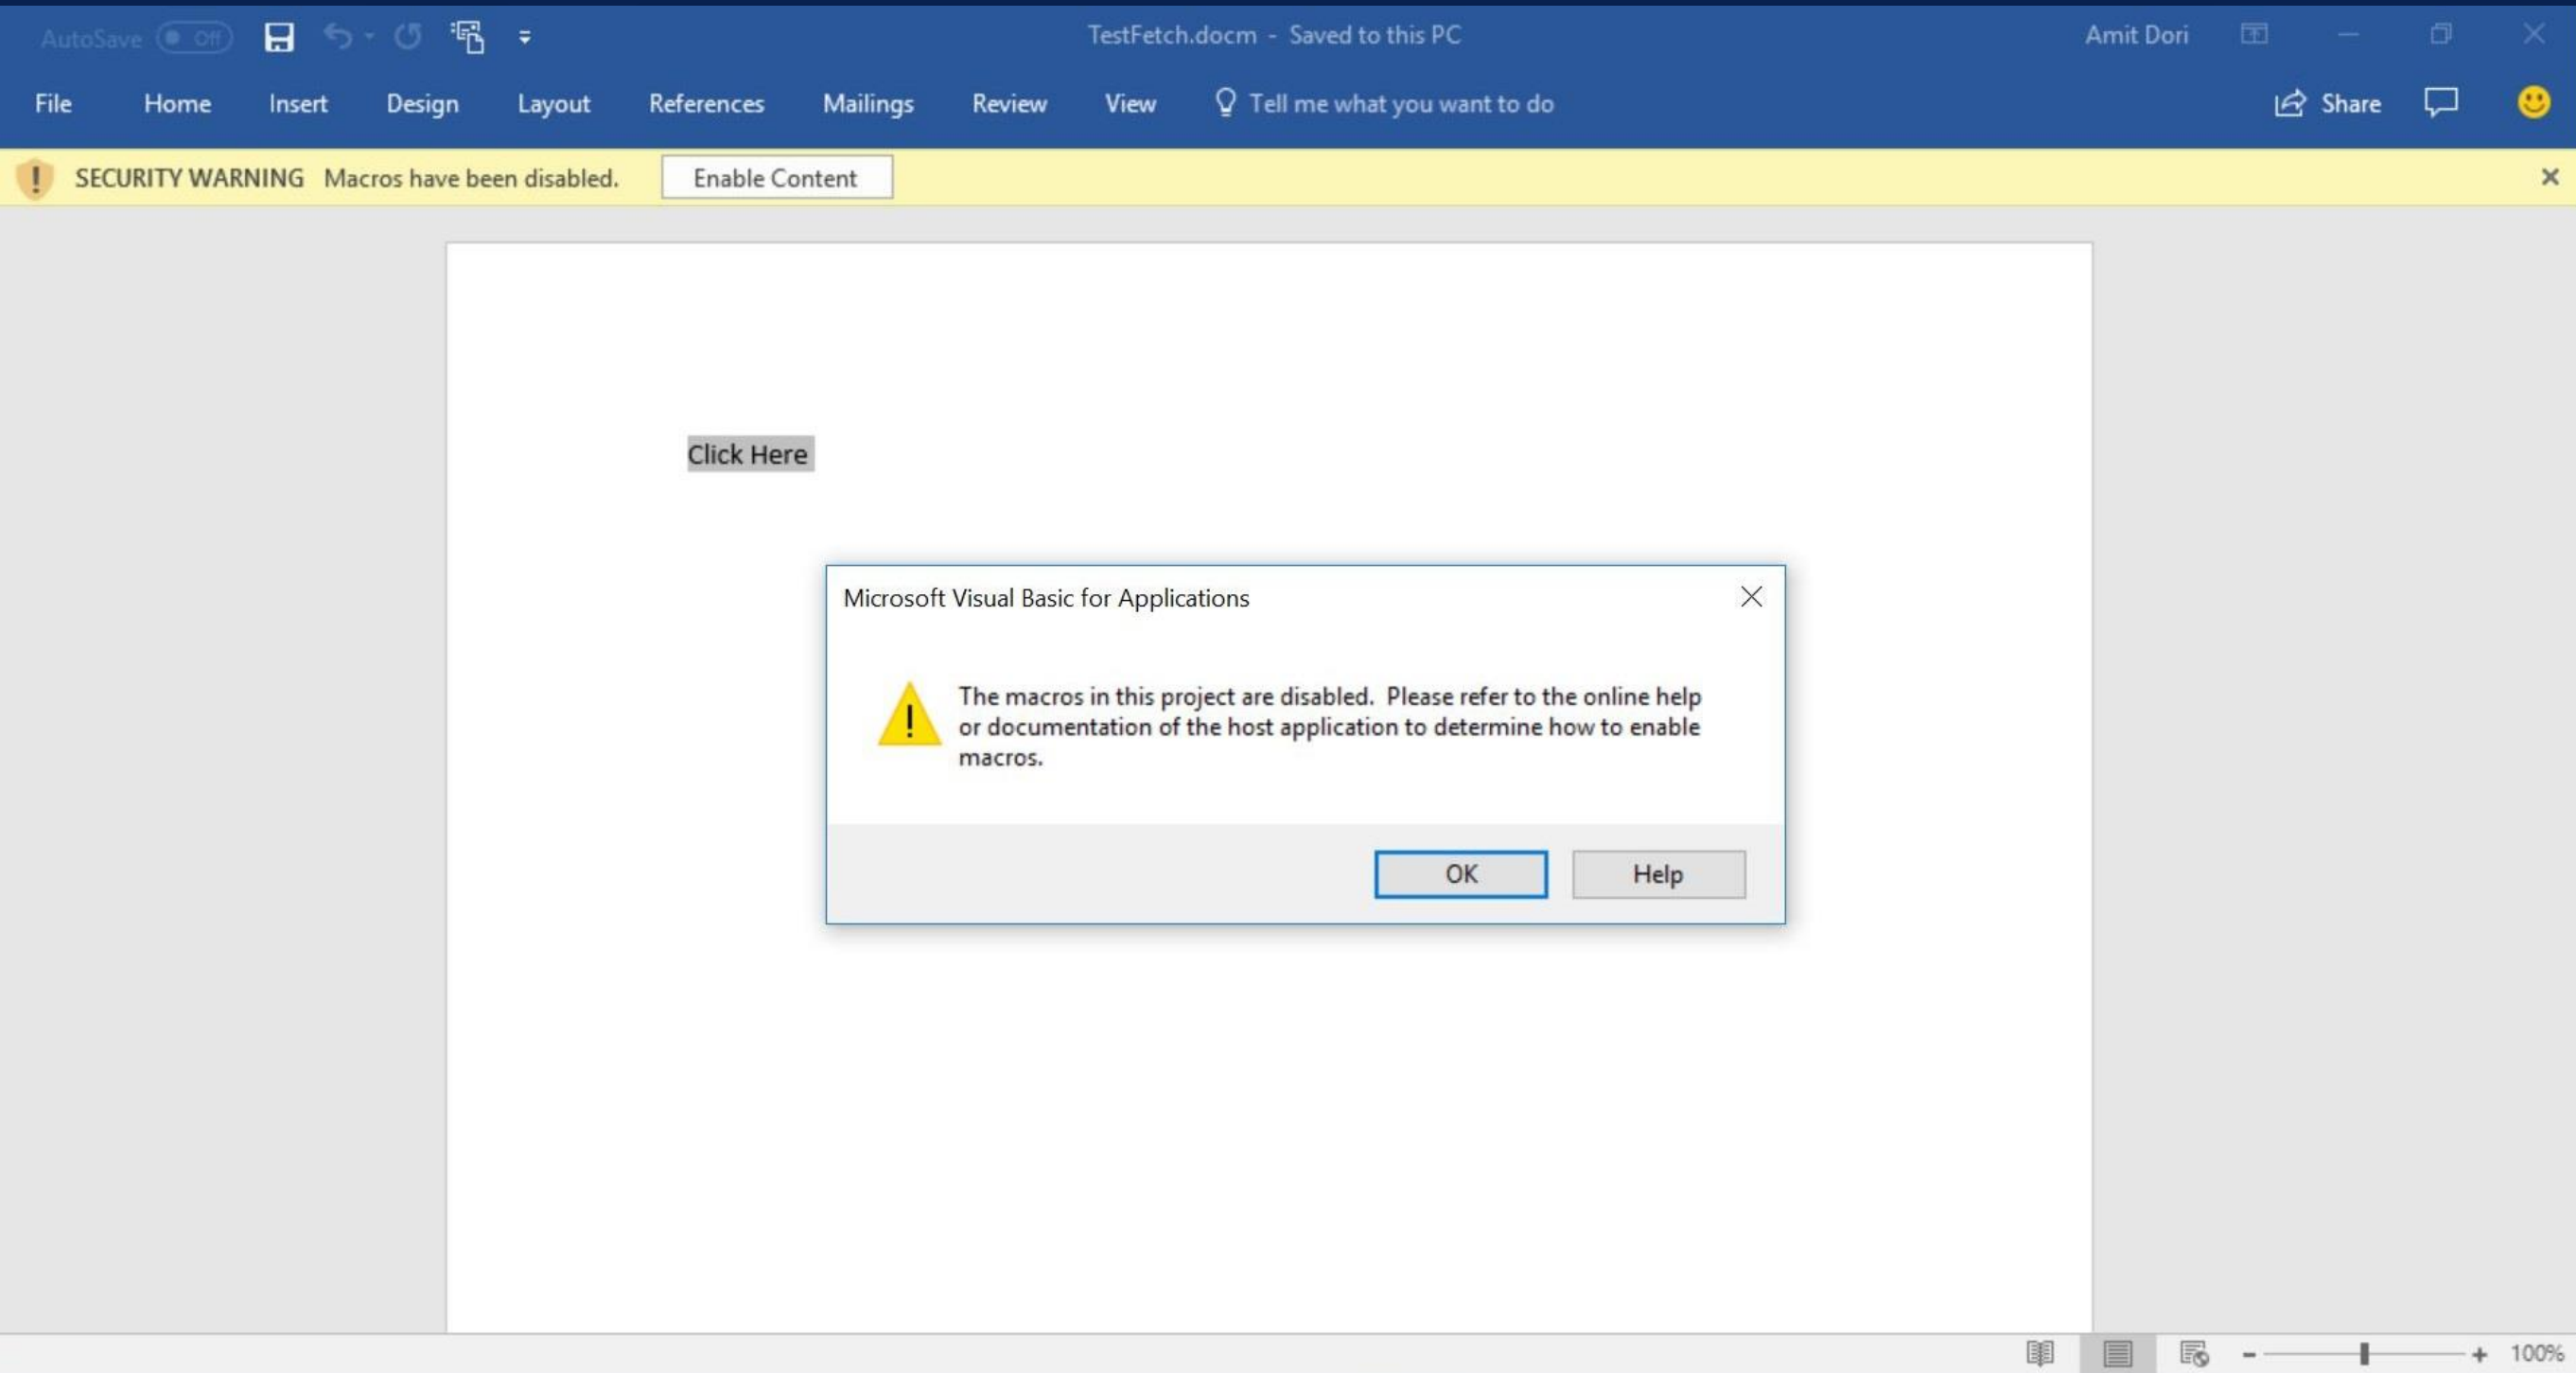 AutoSave Off TestFetch.docm - Saved to this PC Amit Dori
File Home Insert Design Layout References Mailings Review View Tell me what you want to do Share
SECURITY WARNING Macros have been disabled. Enable Content
Click Here
Microsoft Visual Basic for Applications
The macros in this project are disabled. Please refer to the online help
or documentation of the host application to determine how to enable
macros.
OK Help
100%